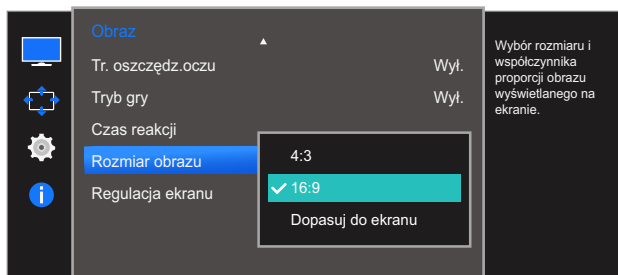 Obraz
Tr. oszczędz.oczu Wył.
Tryb gry Wył.
Czas reakcji
Rozmiar obrazu
Regulacja ekranu
4:3
16:9
Dopasuj do ekranu
Wybór rozmiaru i
współczynnika
proporcji obrazu
wyświetlanego na
ekranie.